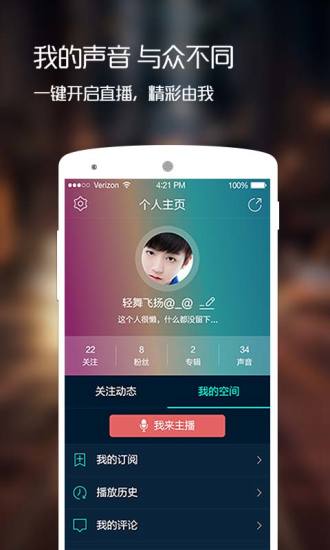 我的声音 与众不同
一键开启直播，精彩由我
Verizon 4:21 PM 100%
个人主页
轻舞飞扬@_@
这个人很懒，什么都没留下...
22 8 2 34
关注 粉丝 专辑 声音
关注动态 我的空间
我来主播
我的订阅
播放历史
我的评论